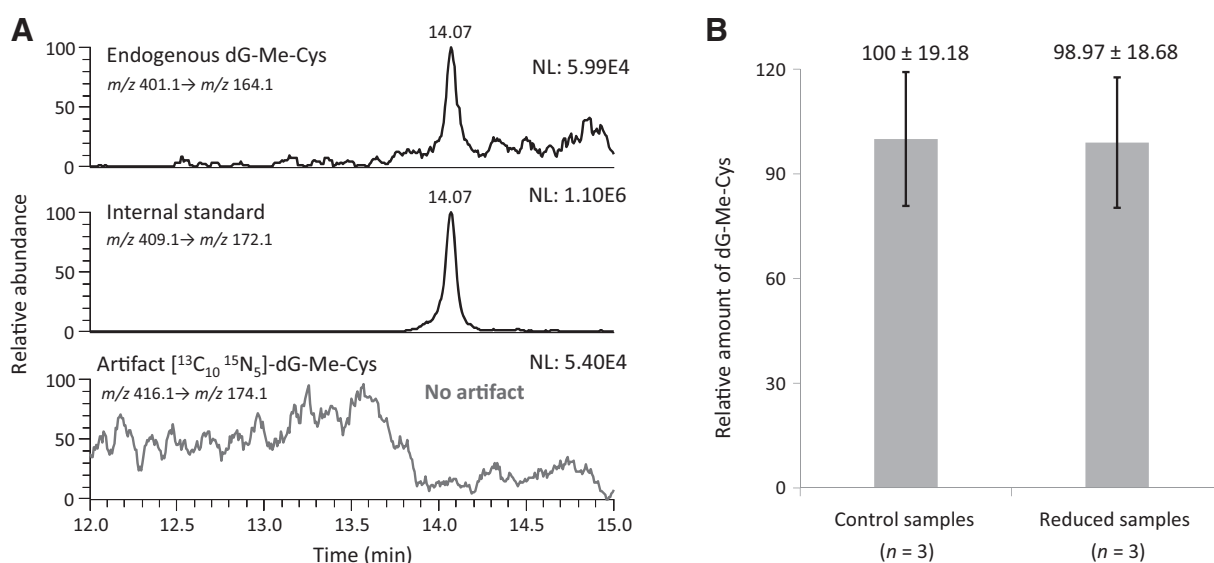 A
Relative abundance
14.07
Endogenous dG-Me-Cys
m/z 401.1→ m/z 164.1
NL: 5.99E4
100
50
0
14.07
Internal standard
m/z 409.1→ m/z 172.1
NL: 1.10E6
100
50
0
Artifact [¹³C₁₀ ¹⁵N₅]-dG-Me-Cys
m/z 416.1→ m/z 174.1
NL: 5.40E4
No artifact
100
50
0
12.0 12.5 13.0 13.5 14.0 14.5 15.0
Time (min)
B
Relative amount of dG-Me-Cys
100 ± 19.18 98.97 ± 18.68
120
90
60
30
0
Control samples Reduced samples
(n = 3) (n = 3)